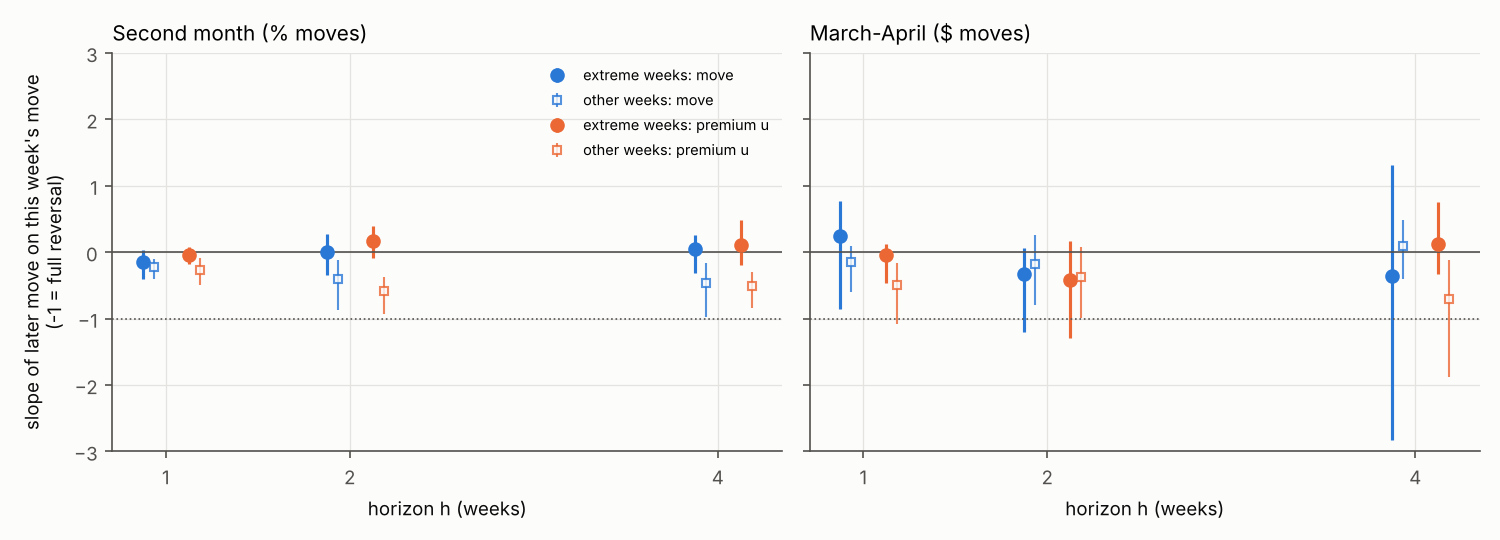 Second month (% moves)
March-April ($ moves)
slope of later move on this week's move
(-1 = full reversal)
3
2
1
0
−1
−2
−3
extreme weeks: move
other weeks: move
extreme weeks: premium u
other weeks: premium u
1
2
4
1
2
4
horizon h (weeks)
horizon h (weeks)